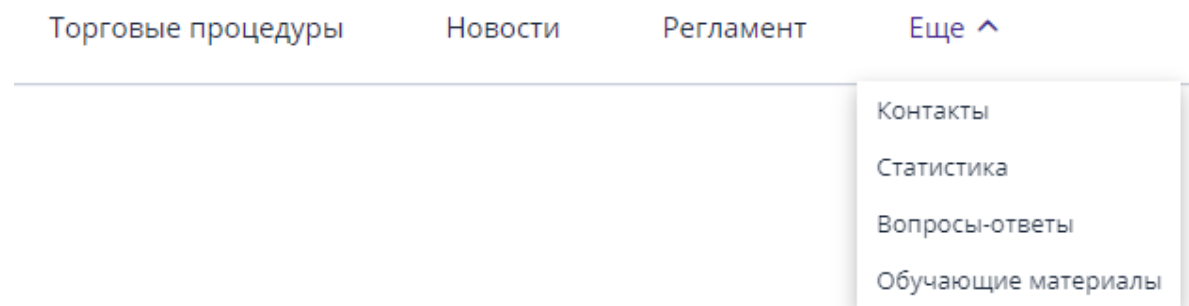 Торговые процедуры Новости Регламент Еще
Контакты
Статистика
Вопросы-ответы
Обучающие материалы